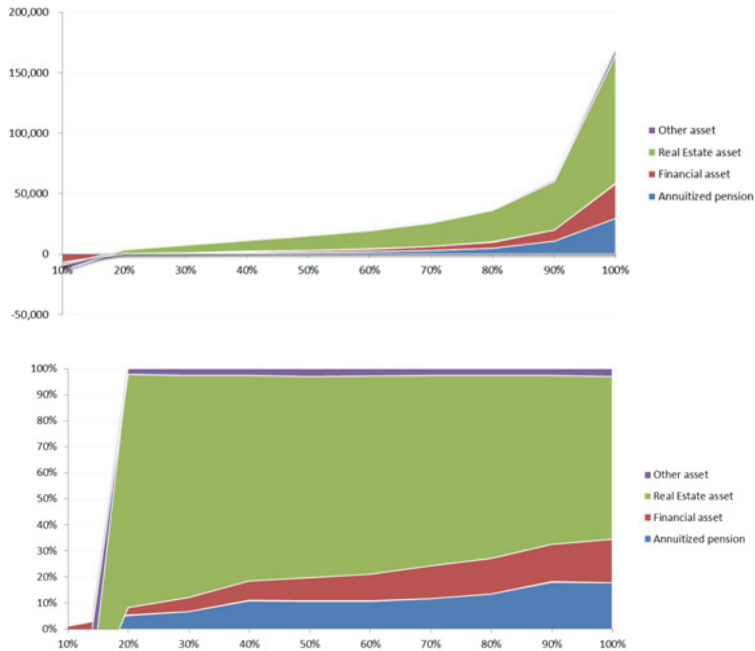 200,000
150,000
100,000
50,000
0
-50,000
10% 20% 30% 40% 50% 60% 70% 80% 90% 100%
Other asset
Real Estate asset
Financial asset
Annuitized pension
100%
90%
80%
70%
60%
50%
40%
30%
20%
10%
0%
10% 20% 30% 40% 50% 60% 70% 80% 90% 100%
Other asset
Real Estate asset
Financial asset
Annuitized pension